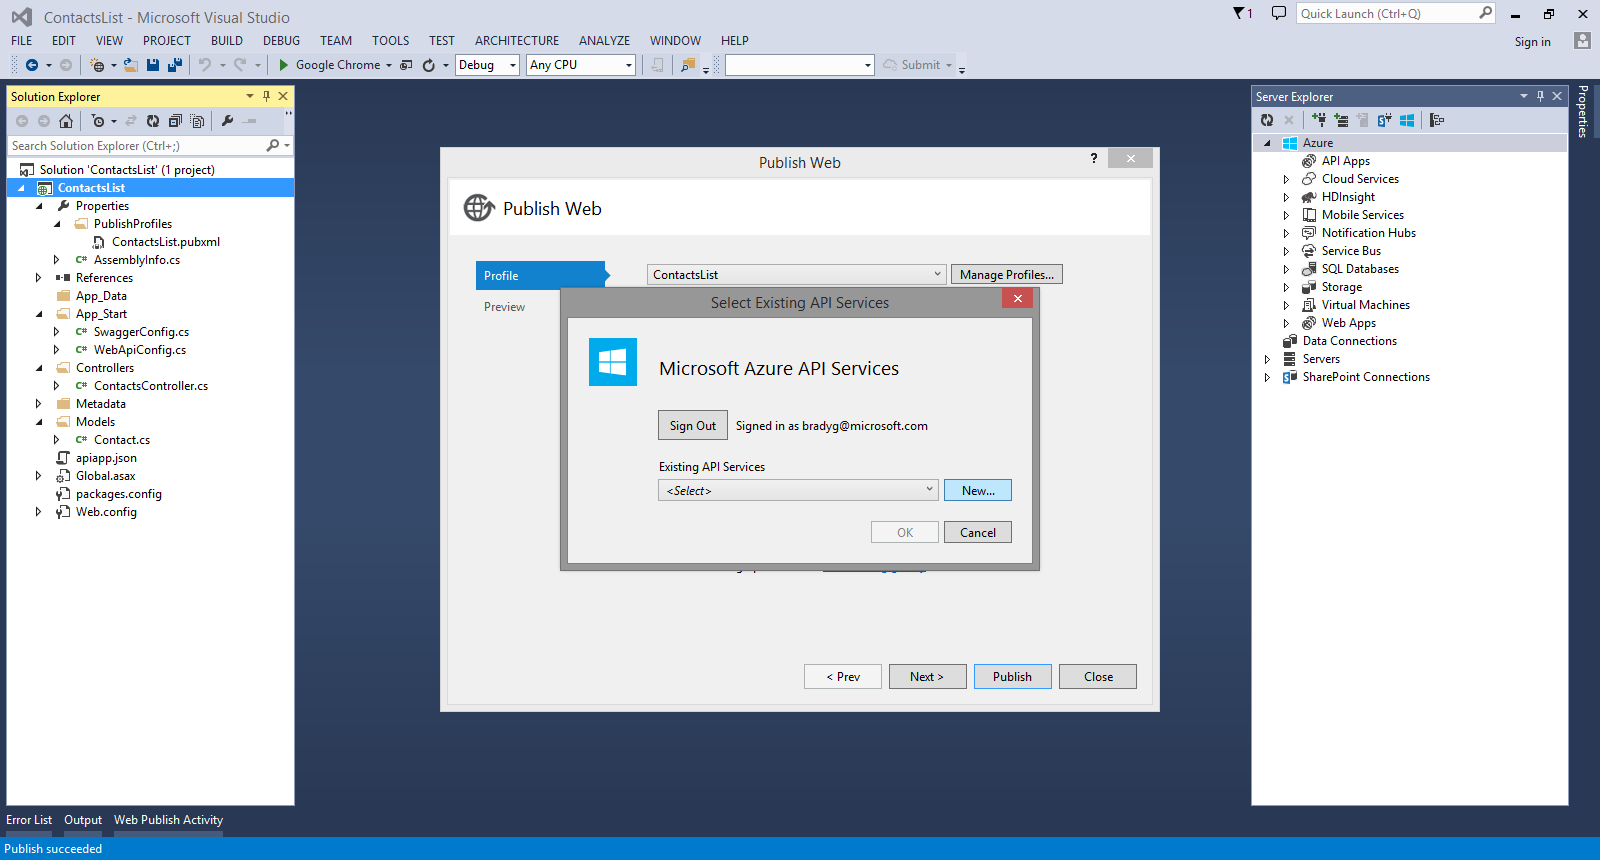 ContactsList - Microsoft Visual Studio
1
Quick Launch (Ctrl+Q)
FILE EDIT VIEW PROJECT BUILD DEBUG TEAM TOOLS TEST ARCHITECTURE ANALYZE WINDOW HELP
Sign in
Google Chrome Debug Any CPU Submit
Solution Explorer
Search Solution Explorer (Ctrl+;)
Solution 'ContactsList' (1 project)
ContactsList
Properties
PublishProfiles
ContactsList.pubxml
C# AssemblyInfo.cs
References
App_Data
App_Start
C# SwaggerConfig.cs
C# WebApiConfig.cs
Controllers
C# ContactsController.cs
Metadata
Models
C# Contact.cs
apiapp.json
Global.asax
packages.config
Web.config
Publish Web
?
Publish Web
Profile
ContactsList
Manage Profiles...
Preview
Select Existing API Services
Microsoft Azure API Services
Sign Out
Signed in as bradyg@microsoft.com
Existing API Services
<Select>
New...
OK
Cancel
< Prev
Next >
Publish
Close
Server Explorer
Azure
API Apps
Cloud Services
HDInsight
Mobile Services
Notification Hubs
Service Bus
SQL Databases
Storage
Virtual Machines
Web Apps
Data Connections
Servers
SharePoint Connections
Properties
Error List Output Web Publish Activity
Publish succeeded